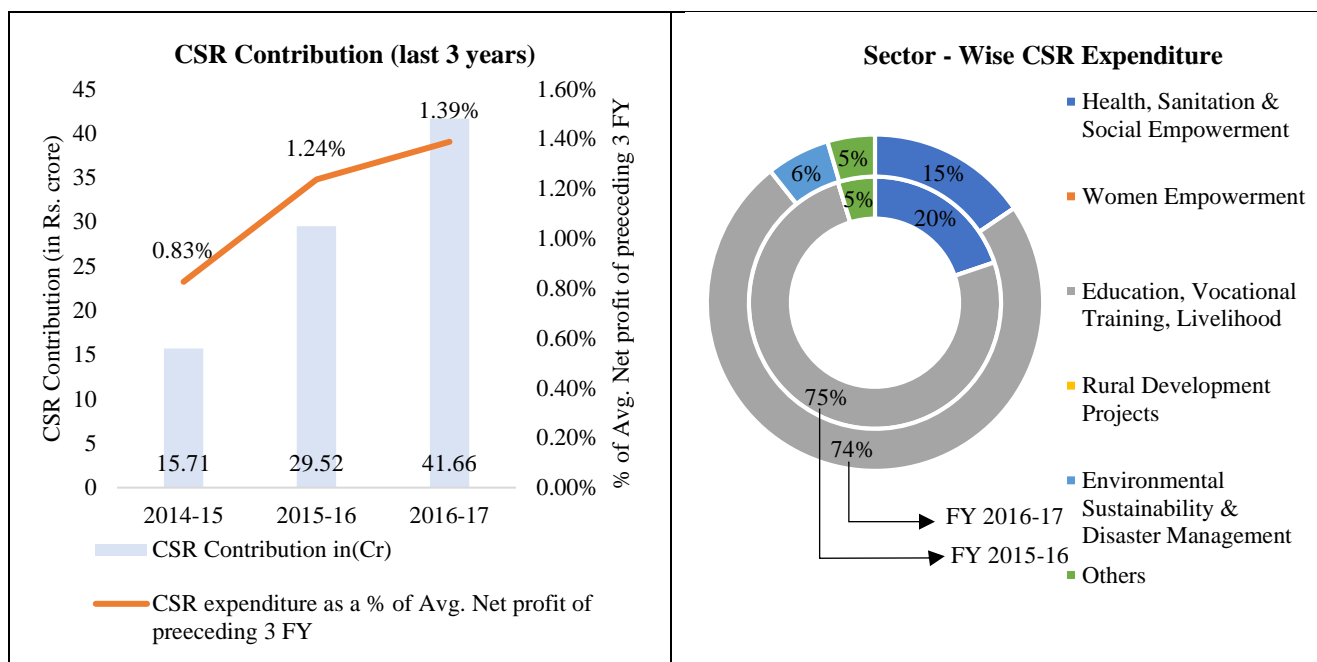 CSR Contribution (last 3 years)
CSR Contribution (in Rs. crore)
45
40
35
30
25
20
15
10
5
0
0.83%
1.24%
1.39%
15.71
29.52
41.66
1.60%
1.40%
1.20%
1.00%
0.80%
0.60%
0.40%
0.20%
0.00%
% of Avg. Net profit of preceeding 3 FY
2014-15
2015-16
2016-17
CSR Contribution in(Cr)
CSR expenditure as a % of Avg. Net profit of
preceeding 3 FY
Sector - Wise CSR Expenditure
6%
5%
15%
5%
20%
75%
74%
FY 2016-17
FY 2015-16
Health, Sanitation &
Social Empowerment
Women Empowerment
Education, Vocational
Training, Livelihood
Rural Development
Projects
Environmental
Sustainability &
Disaster Management
Others